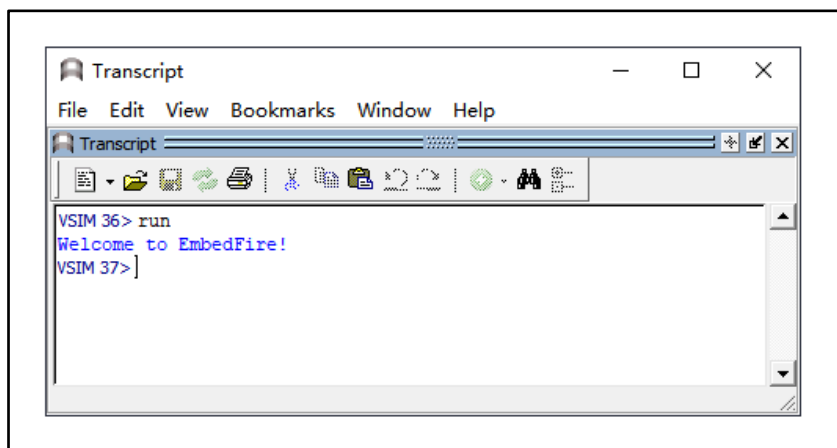 Transcript
File Edit View Bookmarks Window Help
Transcript
VSIM 36> run
Welcome to EmbedFire!
VSIM 37>